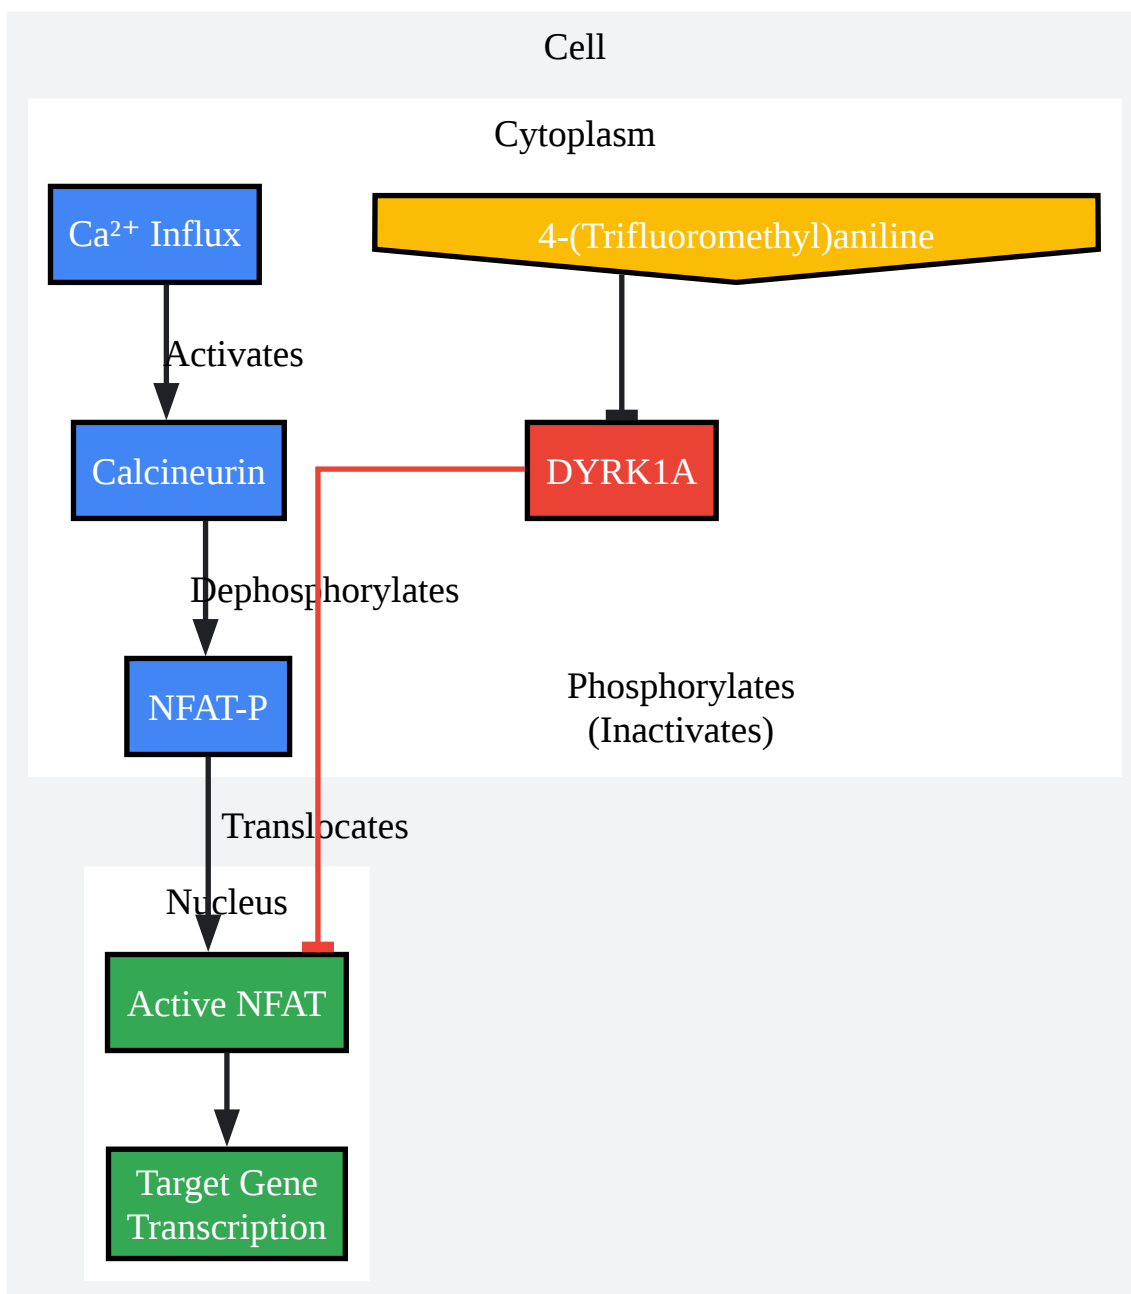 Cell
Cytoplasm
Ca²⁺ Influx
4-(Trifluoromethyl)aniline
Activates
Calcineurin
DYRK1A
Dephosphorylates
NFAT-P
Phosphorylates
(Inactivates)
Translocates
Nucleus
Active NFAT
Target Gene
Transcription